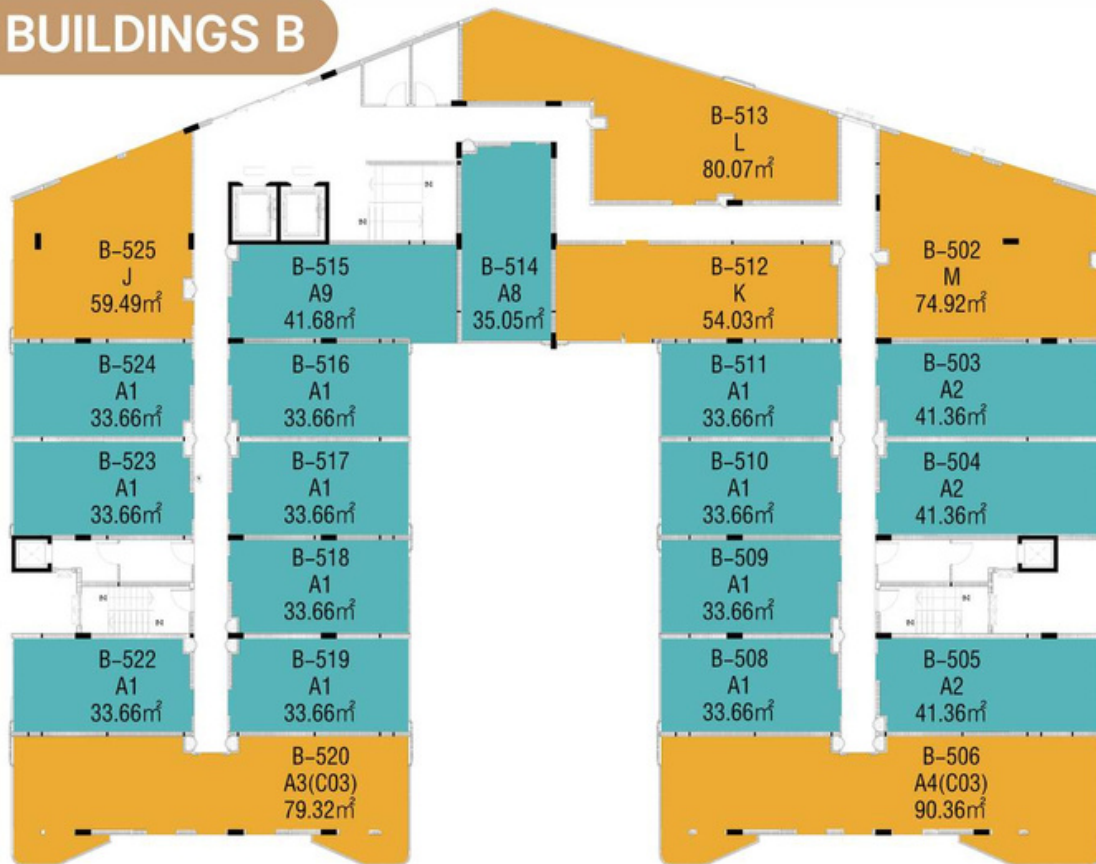 BUILDINGS B
B-513
L
80.07㎡
B-525
J
59.49㎡
B-515
A9
41.68㎡
B-514
A8
35.05㎡
B-512
K
54.03㎡
B-502
M
74.92㎡
B-524
A1
33.66㎡
B-516
A1
33.66㎡
B-511
A1
33.66㎡
B-503
A2
41.36㎡
B-523
A1
33.66㎡
B-517
A1
33.66㎡
B-510
A1
33.66㎡
B-504
A2
41.36㎡
B-518
A1
33.66㎡
B-509
A1
33.66㎡
B-522
A1
33.66㎡
B-519
A1
33.66㎡
B-508
A1
33.66㎡
B-505
A2
41.36㎡
B-520
A3(C03)
79.32㎡
B-506
A4(C03)
90.36㎡